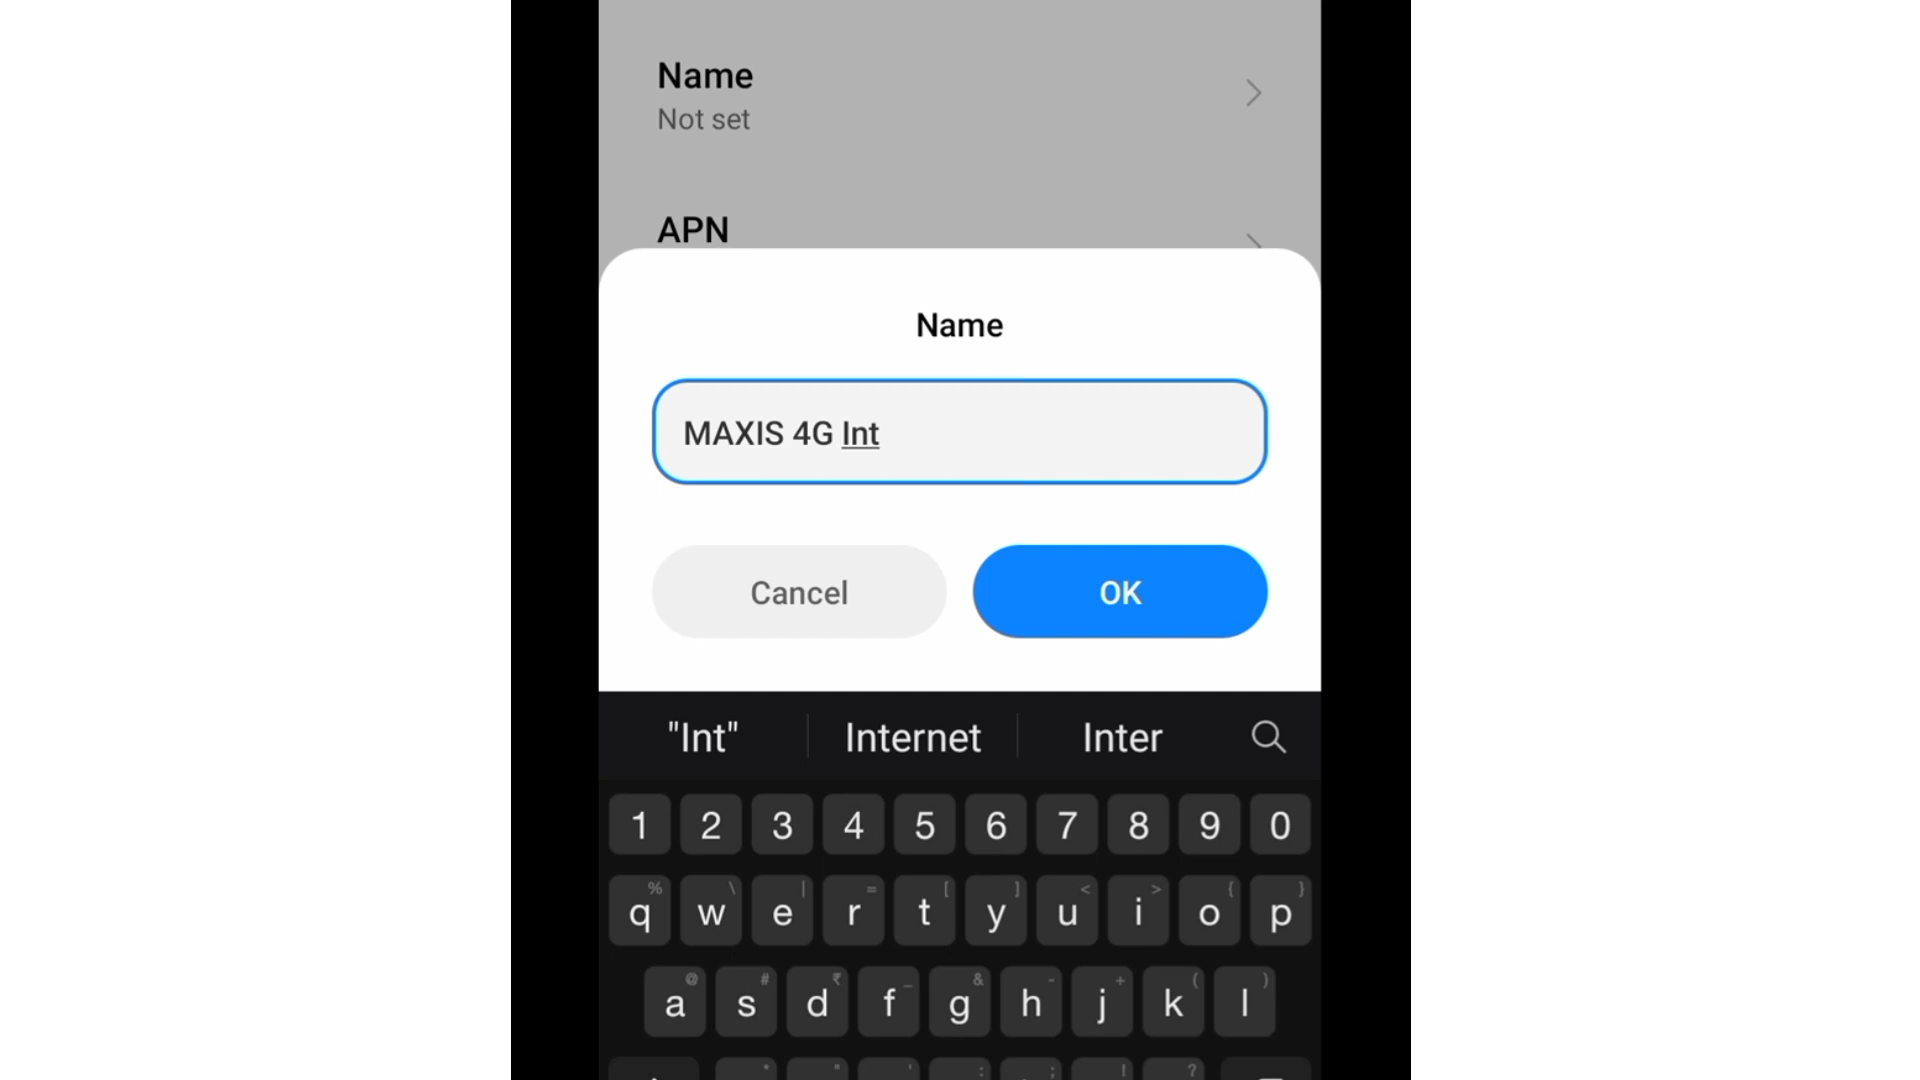 Name
Not set
APN
Name
MAXIS 4G Int
Cancel OK
"Int" Internet Inter
1 2 3 4 5 6 7 8 9 0
% \ | = [ ] < > { }
q w e r t y u i o p
@ # ₹ _ & - + ( )
a s d f g h j k l
* " ' : ; ! ?